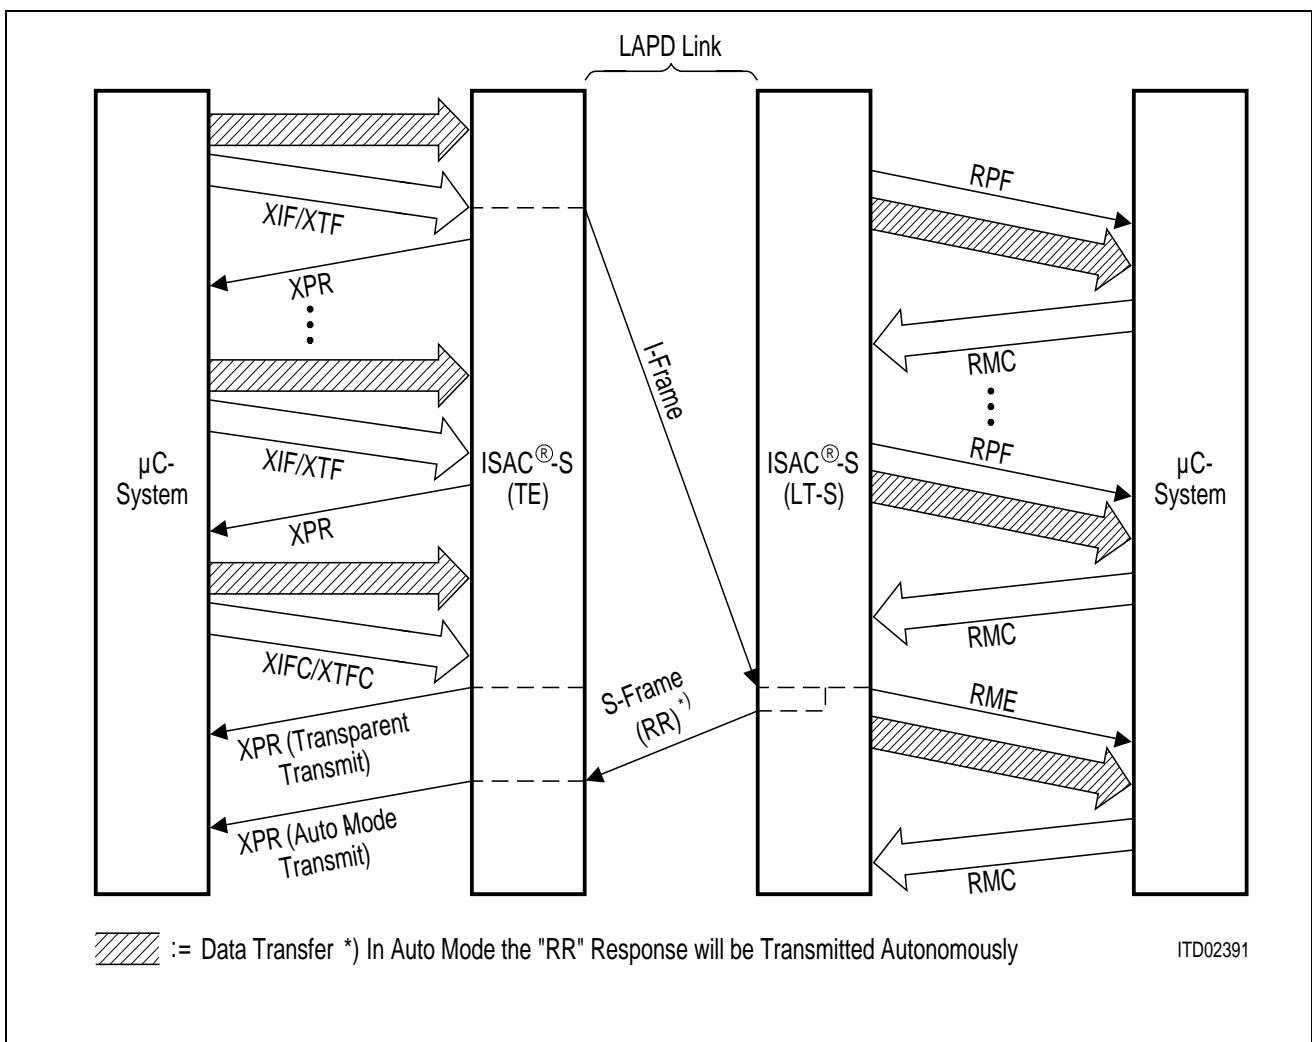 LAPD Link
XIF/XTF
XPR
XIF/XTF
XPR
XIFC/XTFC
XPR (Transparent
Transmit)
XPR (Auto Mode
Transmit)
µC-
System
ISAC®-S
(TE)
I-Frame
S-Frame
(RR)*)
ISAC®-S
(LT-S)
RPF
RMC
RPF
RMC
RME
RMC
µC-
System
:= Data Transfer *) In Auto Mode the "RR" Response will be Transmitted Autonomously
ITD02391